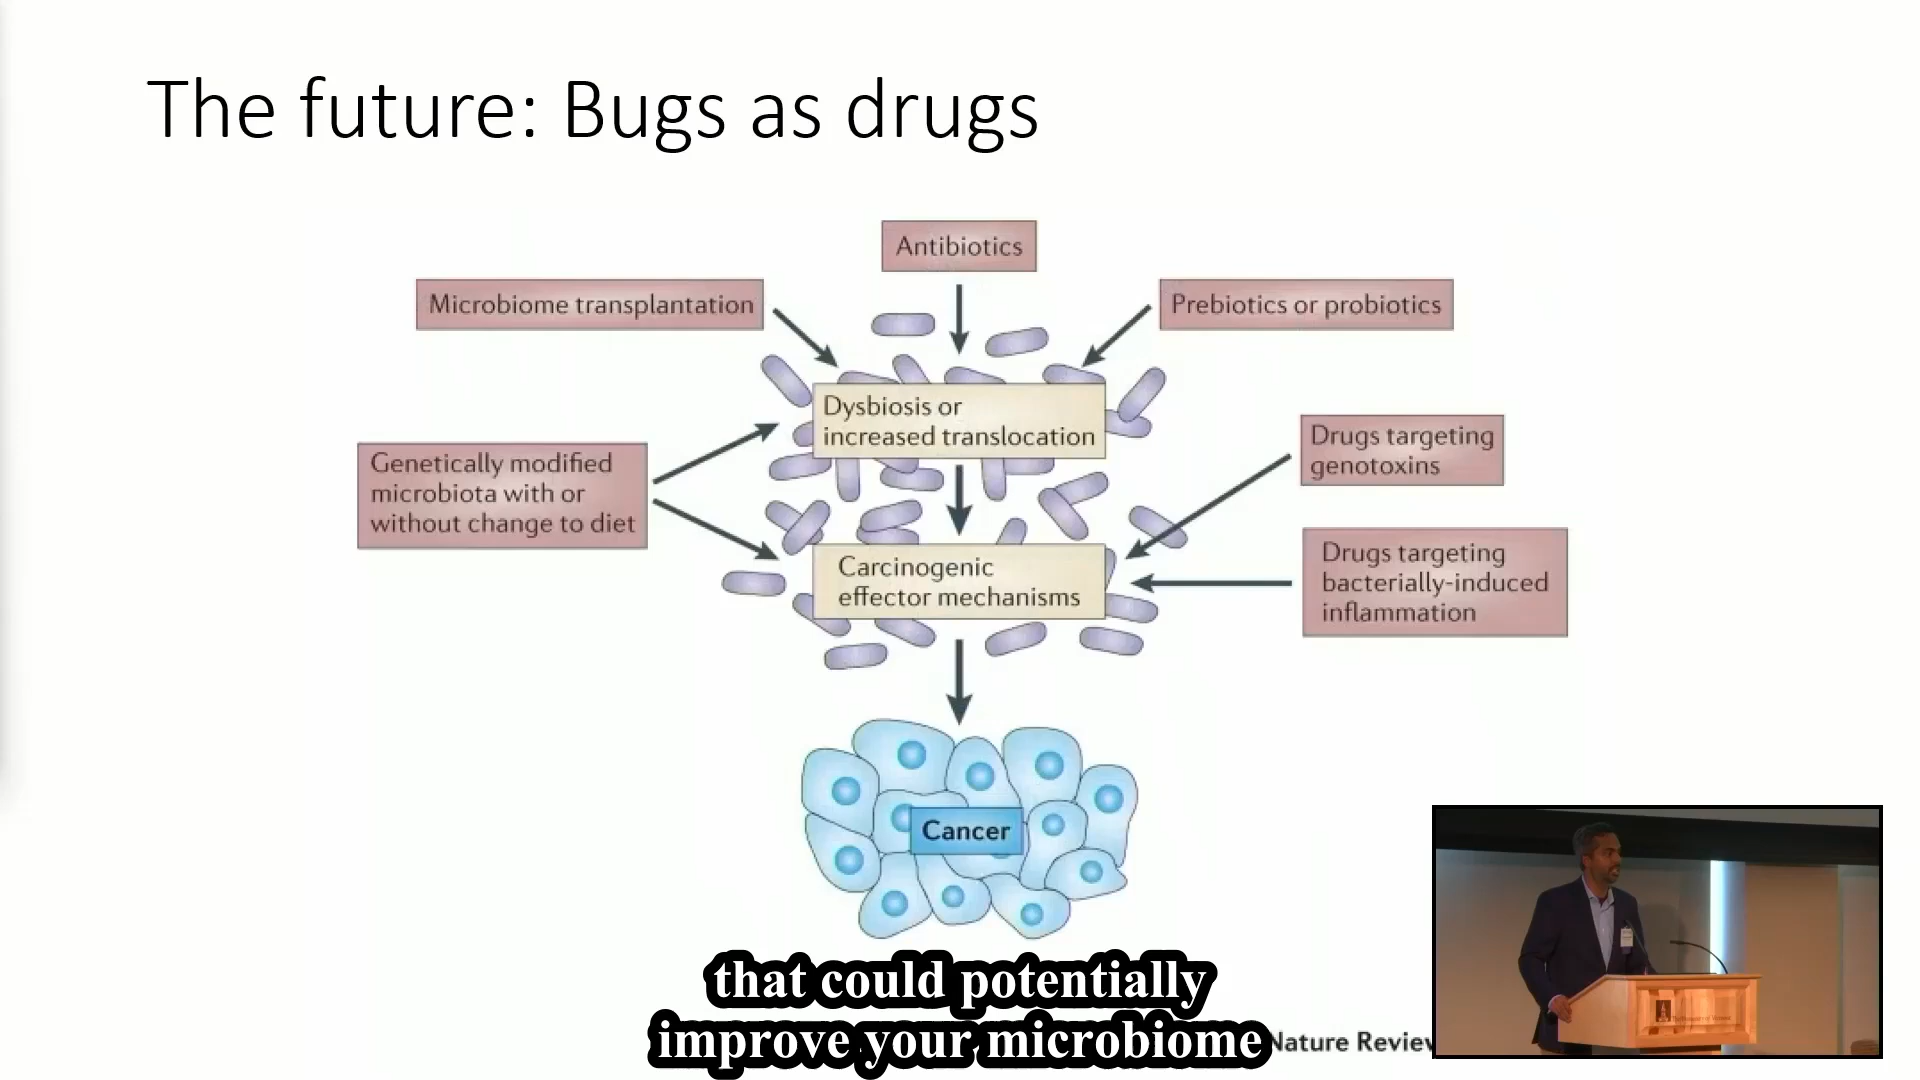 The future: Bugs as drugs
Antibiotics
Microbiome transplantation
Prebiotics or probiotics
Dysbiosis or
increased translocation
Genetically modified
microbiota with or
without change to diet
Drugs targeting
genotoxins
Carcinogenic
effector mechanisms
Drugs targeting
bacterially-induced
inflammation
Cancer
that could potentially
improve your microbiome
Nature